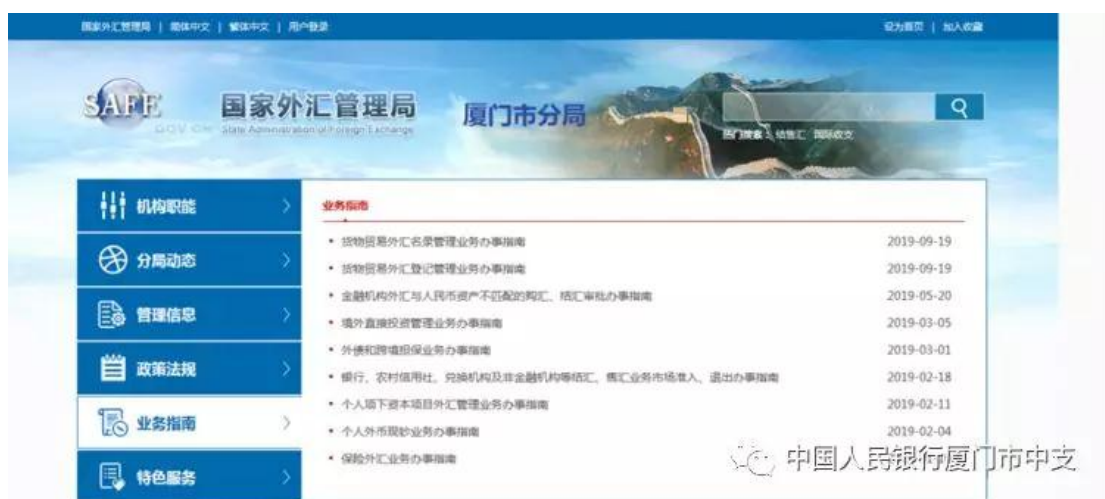 国家外汇管理局 | 简体中文 | 繁体中文 | 用户登录 设为首页 | 加入收藏
SAFE 国家外汇管理局 厦门市分局
GOV CN State Administration of Foreign Exchange
热门搜索：结售汇 国际收支
机构职能
分局动态
管理信息
政策法规
业务指南
特色服务
业务指南
• 货物贸易外汇名录管理业务办事指南 2019-09-19
• 货物贸易外汇登记管理业务办事指南 2019-09-19
• 金融机构外汇与人民币资产不匹配的购汇、结汇审批办事指南 2019-05-20
• 境外直接投资管理业务办事指南 2019-03-05
• 外债和跨境担保业务办事指南 2019-03-01
• 银行、农村信用社、兑换机构及非金融机构等结汇、售汇业务市场准入、退出办事指南 2019-02-18
• 个人项下资本项目外汇管理业务办事指南 2019-02-11
• 个人外币现钞业务办事指南 2019-02-04
• 保险外汇业务办事指南
中国人民银行厦门市中支